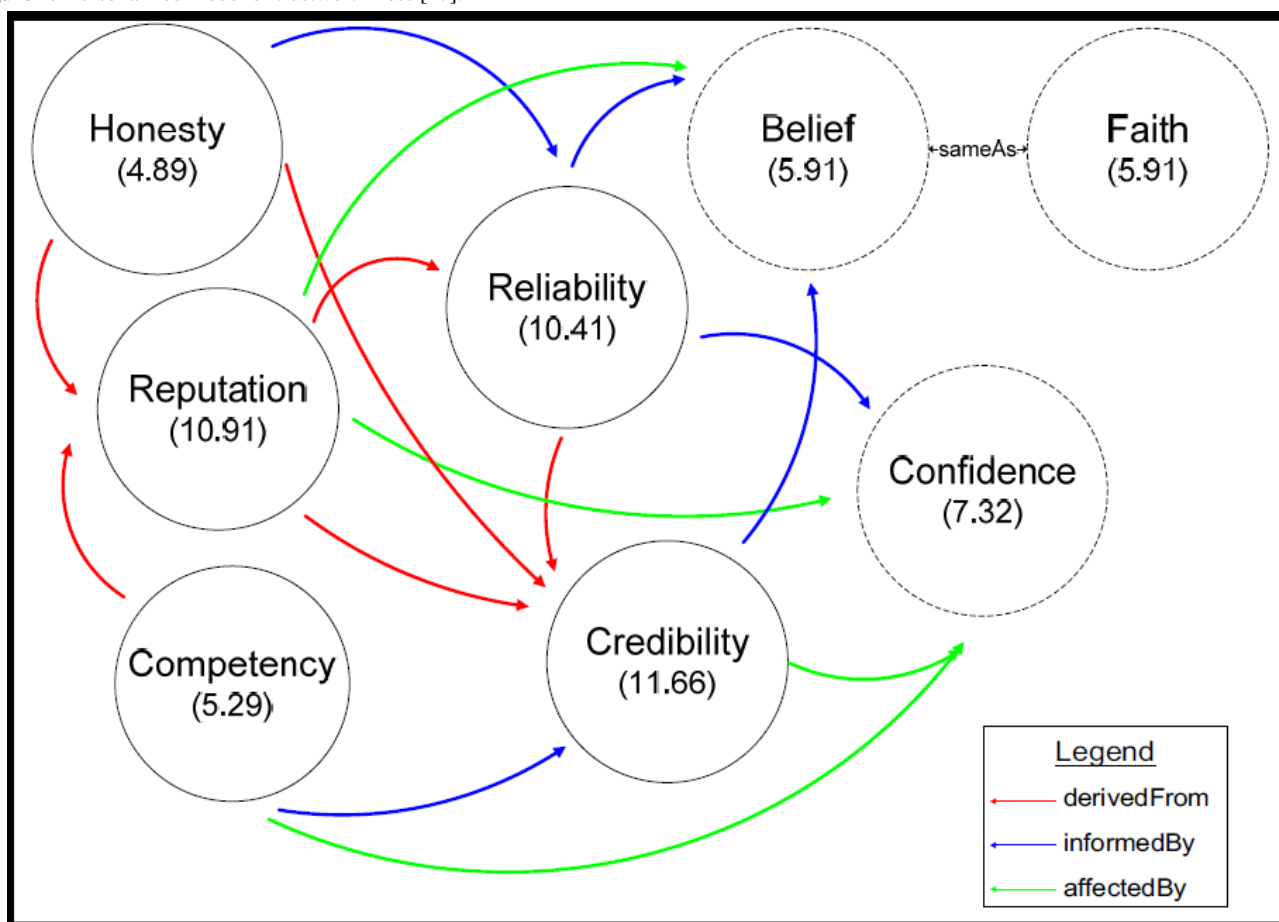 Honesty
(4.89)
Belief
(5.91)
sameAs
Faith
(5.91)
Reliability
(10.41)
Reputation
(10.91)
Confidence
(7.32)
Competency
(5.29)
Credibility
(11.66)
Legend
derivedFrom
informedBy
affectedBy